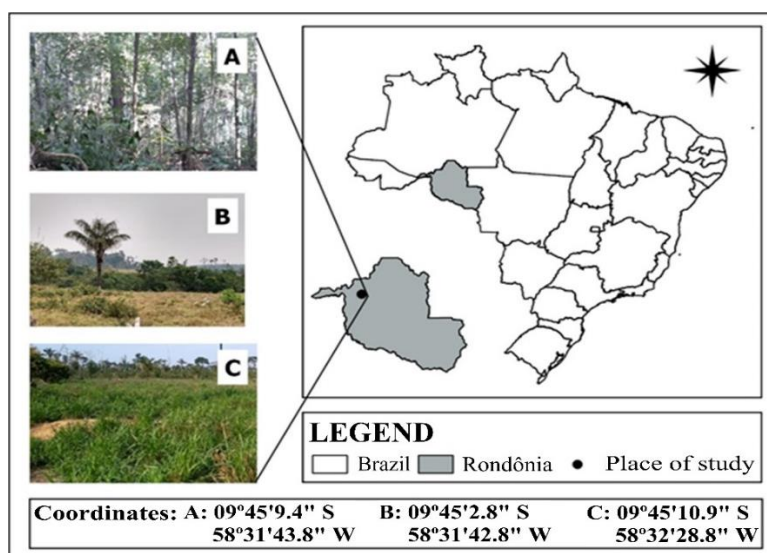 A
B
C
LEGEND
Brazil Rondônia Place of study
Coordinates: A: 09º45'9.4" S B: 09º45'2.8" S C: 09º45'10.9" S
58º31'43.8" W 58º31'42.8" W 58º32'28.8" W